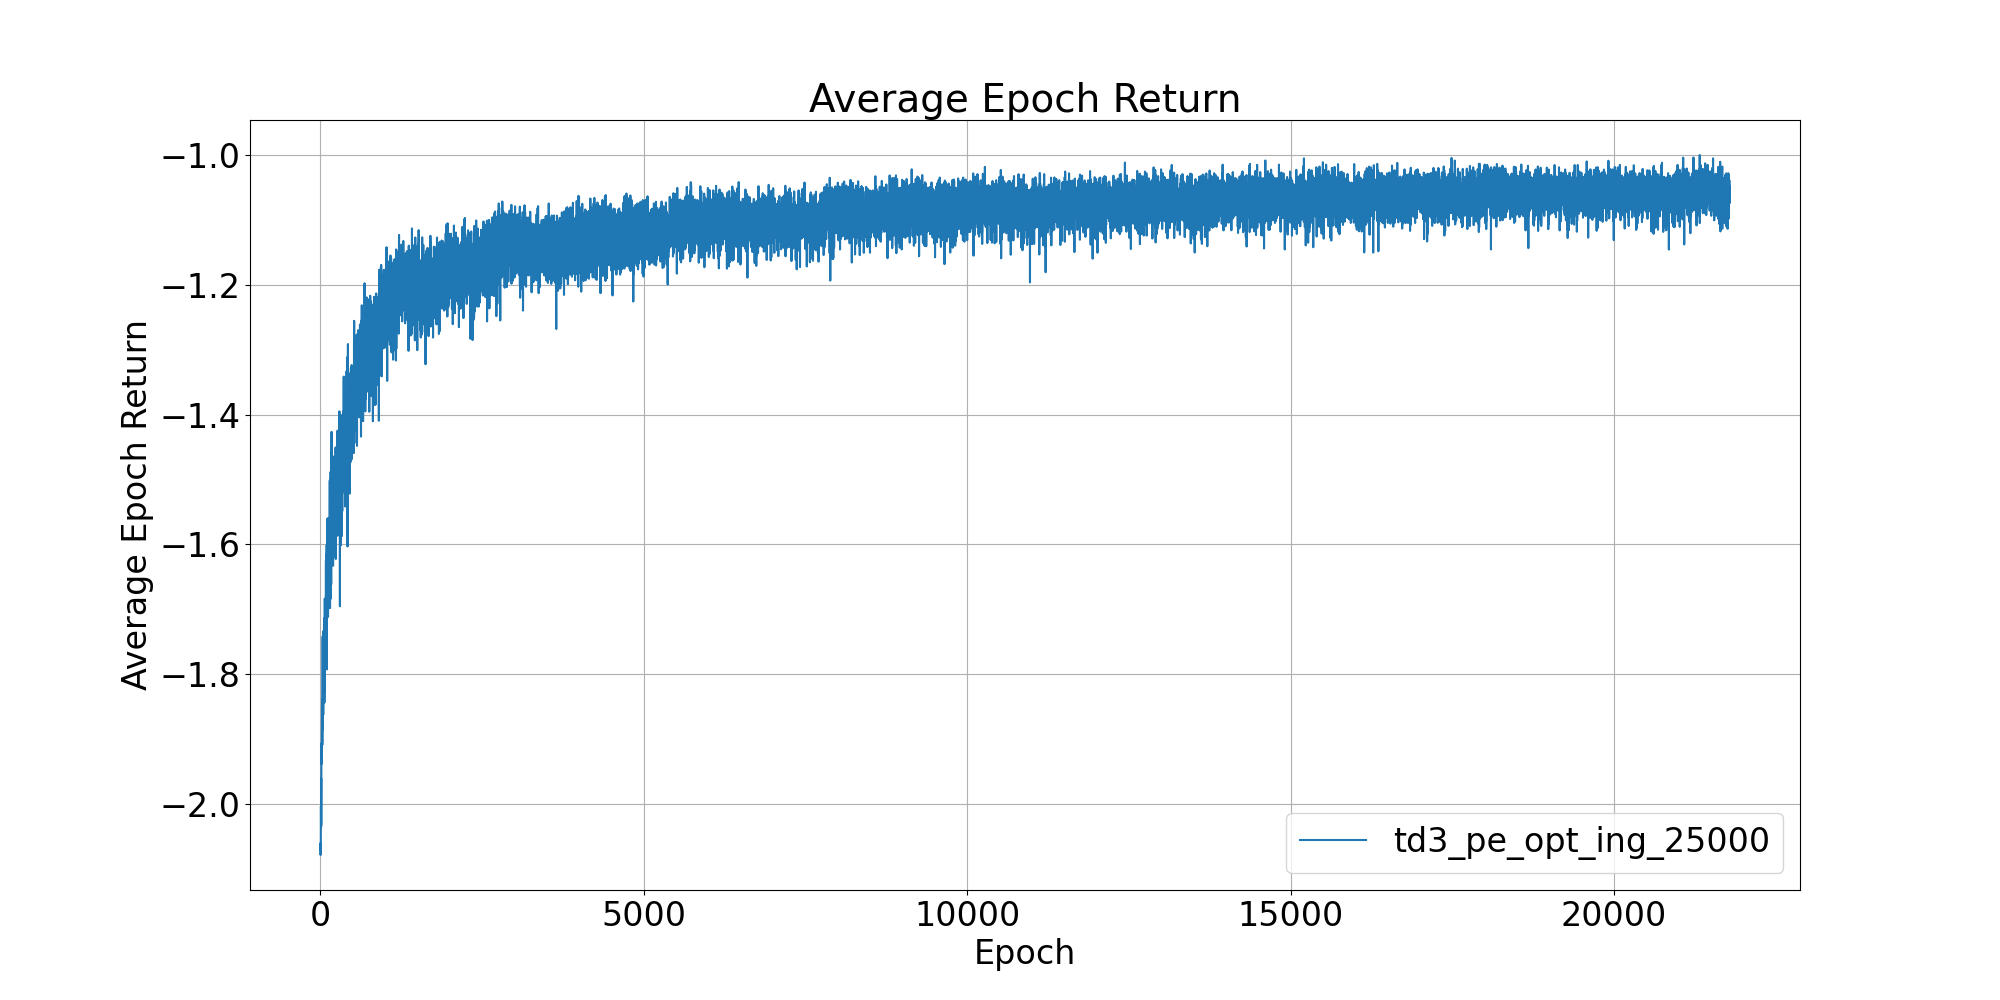 Average Epoch Return
Average Epoch Return
−1.0
−1.2
−1.4
−1.6
−1.8
−2.0
0 5000 10000 15000 20000
Epoch
td3_pe_opt_ing_25000